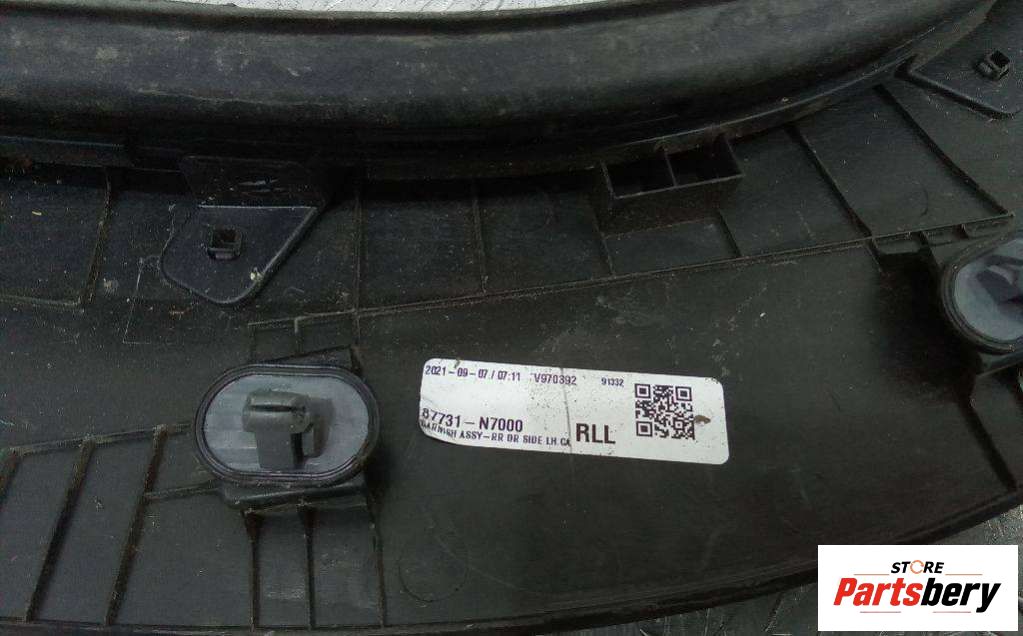 2021-09-07/07:11 V970392 91332
87731-N7000
GARNISH ASSY-RR DR SIDE LH.CA
RLL
STORE
Partsbery